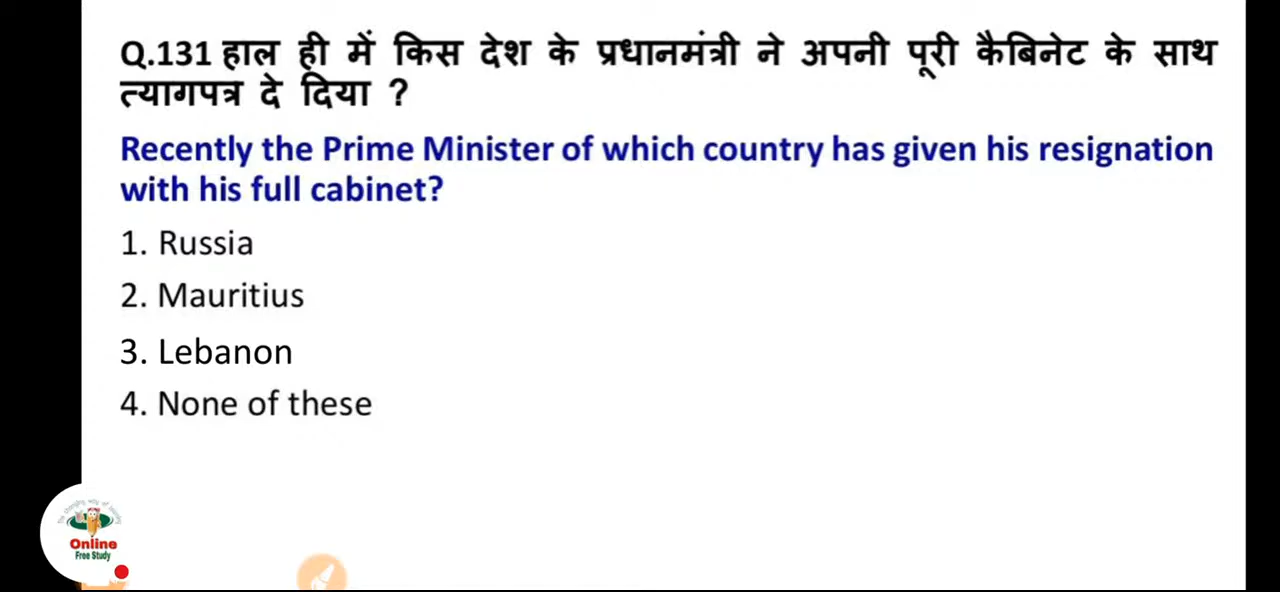 Q.131 हाल ही में किस देश के प्रधानमंत्री ने अपनी पूरी कैबिनेट के साथ
त्यागपत्र दे दिया ?
Recently the Prime Minister of which country has given his resignation
with his full cabinet?
1. Russia
2. Mauritius
3. Lebanon
4. None of these
Online
Free Study